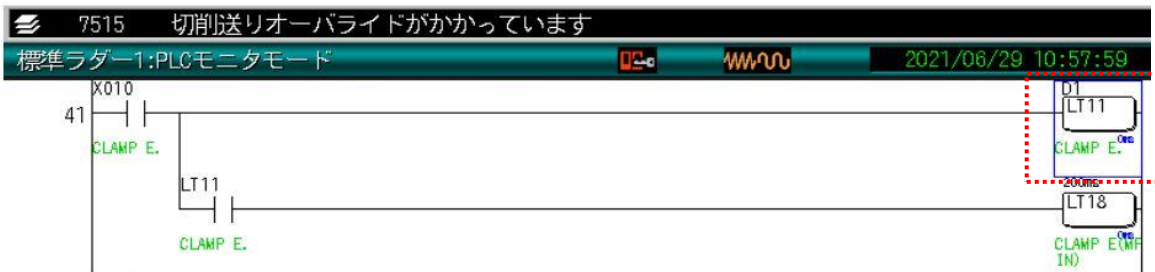 7515 切削送りオーバライドがかかっています
標準ラダー1:PLCモニタモード 2021/06/29 10:57:59
X010 D1
41 LT11
CLAMP E. CLAMP E. 0ms
LT11 200ms
LT18
CLAMP E. CLAMP E(MF 0ms
IN)